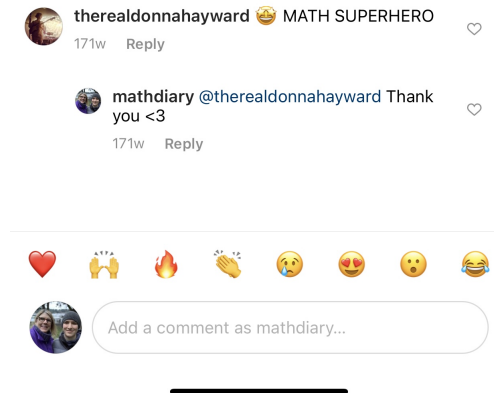 therealdonnahayward 🤩 MATH SUPERHERO
171w Reply
mathdiary @therealdonnahayward Thank
you <3
171w Reply
Add a comment as mathdiary...